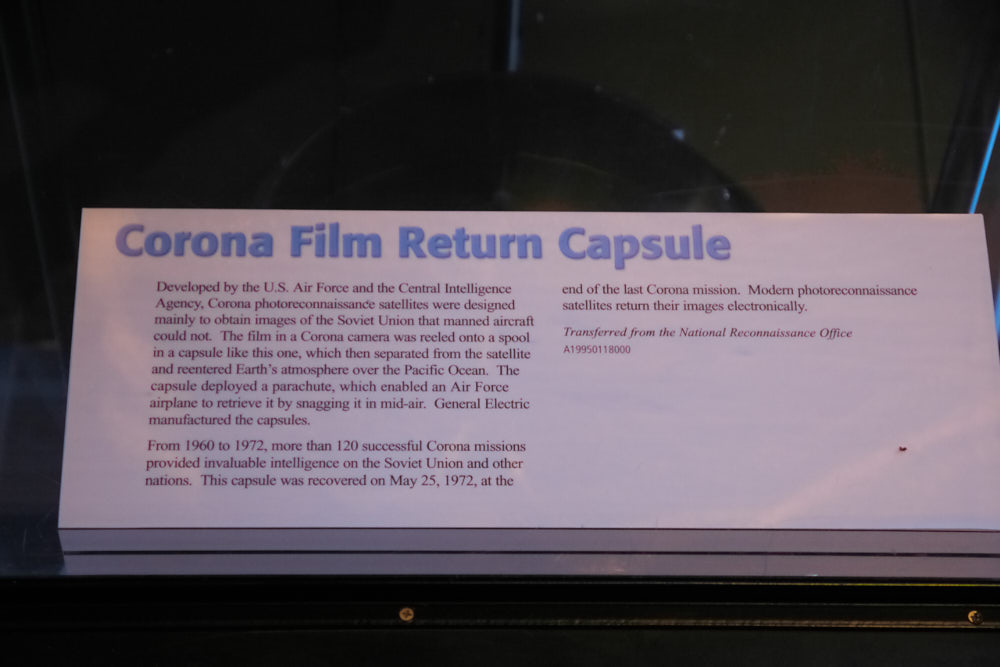 Corona Film Return Capsule
Developed by the U.S. Air Force and the Central Intelligence
Agency, Corona photoreconnaissance satellites were designed
mainly to obtain images of the Soviet Union that manned aircraft
could not.  The film in a Corona camera was reeled onto a spool
in a capsule like this one, which then separated from the satellite
and reentered Earth's atmosphere over the Pacific Ocean.  The
capsule deployed a parachute, which enabled an Air Force
airplane to retrieve it by snagging it in mid-air.  General Electric
manufactured the capsules.
From 1960 to 1972, more than 120 successful Corona missions
provided invaluable intelligence on the Soviet Union and other
nations.  This capsule was recovered on May 25, 1972, at the
end of the last Corona mission.  Modern photoreconnaissance
satellites return their images electronically.
Transferred from the National Reconnaissance Office
A19950118000